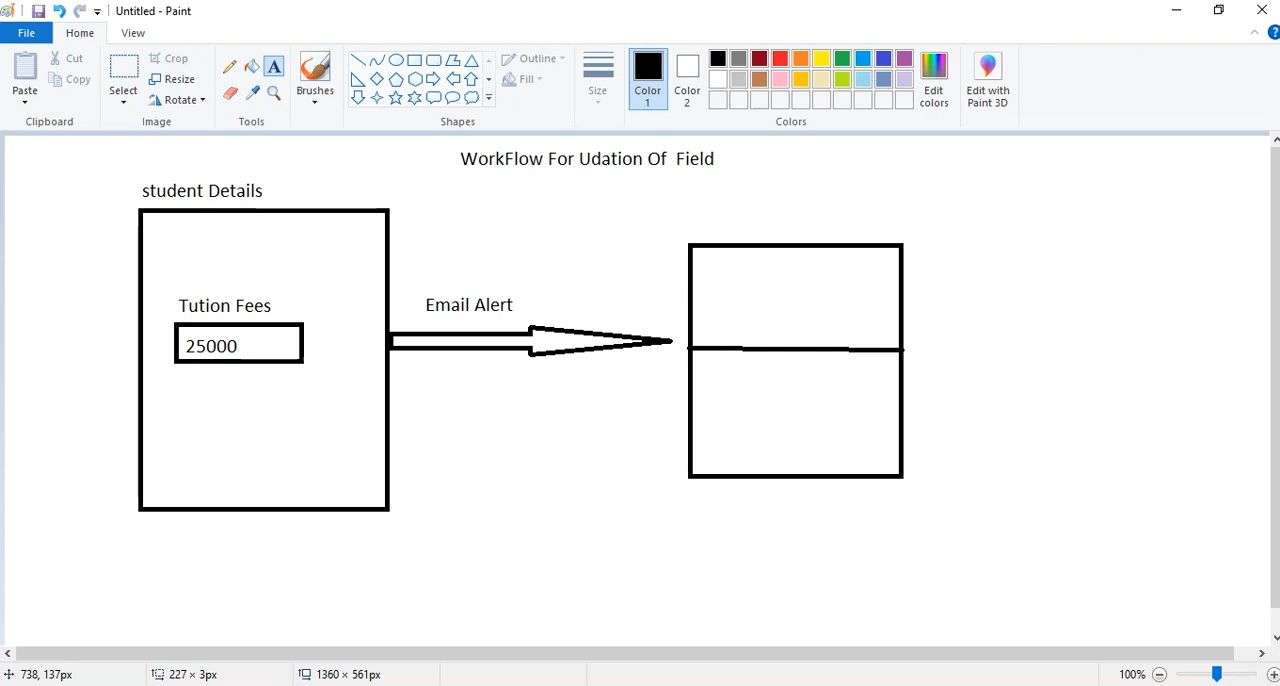 Untitled - Paint
File
Home
View
Paste
Cut
Copy
Clipboard
Select
Crop
Resize
Rotate
Image
A
Tools
Brushes
Outline
Fill
Shapes
Size
Color
1
Color
2
Edit
colors
Colors
Edit with
Paint 3D
?
WorkFlow For Udation Of  Field
student Details
Tution Fees
25000
Email Alert
738, 137px
227 × 3px
1360 × 561px
100%